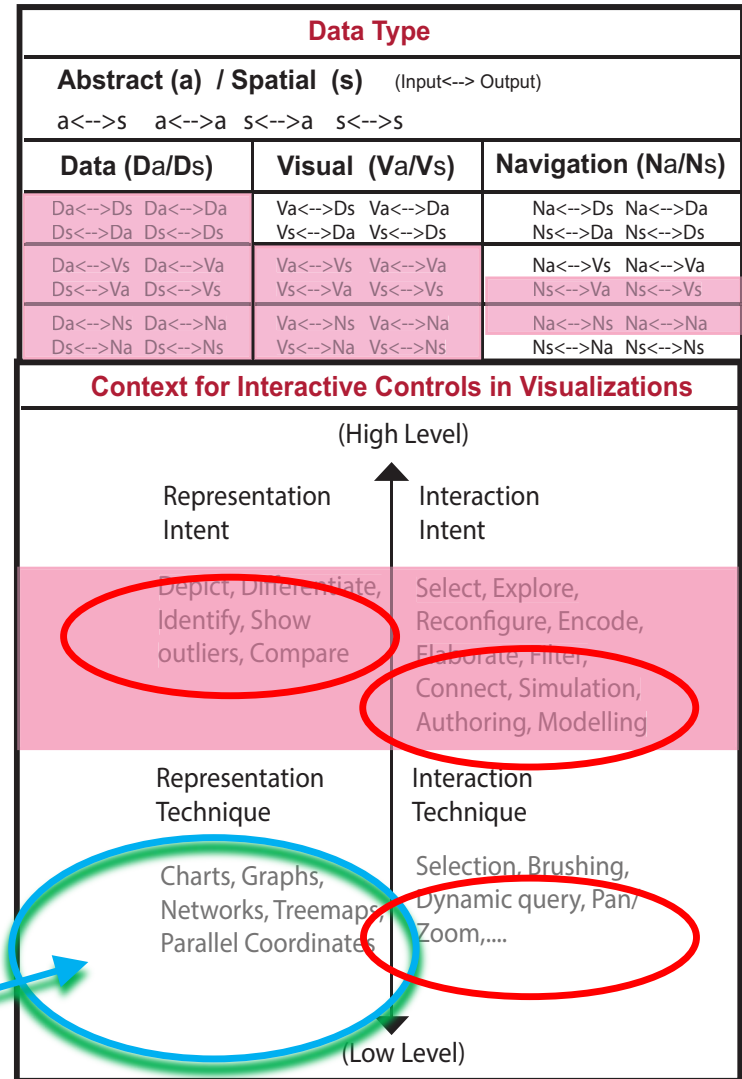 Data Type
Abstract (a) / Spatial (s) (Input<--> Output)
a<-->s a<-->a s<-->a s<-->s
Data (Da/Ds) Visual (Va/Vs) Navigation (Na/Ns)
Da<-->Ds Da<-->Da Va<-->Ds Va<-->Da Na<-->Ds Na<-->Da
Ds<-->Da Ds<-->Ds Vs<-->Da Vs<-->Ds Ns<-->Da Ns<-->Ds
Da<-->Vs Da<-->Va Va<-->Vs Va<-->Va Na<-->Vs Na<-->Va
Ds<-->Va Ds<-->Vs Vs<-->Va Vs<-->Vs Ns<-->Va Ns<-->Vs
Da<-->Ns Da<-->Na Va<-->Ns Va<-->Na Na<-->Ns Na<-->Na
Ds<-->Na Ds<-->Ns Vs<-->Na Vs<-->Ns Ns<-->Na Ns<-->Ns
Context for Interactive Controls in Visualizations
(High Level)
Representation
Intent
Interaction
Intent
Depict, Differentiate,
Identify, Show
outliers, Compare
Select, Explore,
Reconfigure, Encode,
Elaborate, Filter,
Connect, Simulation,
Authoring, Modelling
Representation
Technique
Interaction
Technique
Charts, Graphs,
Networks, Treemaps,
Parallel Coordinates
Selection, Brushing,
Dynamic query, Pan/
Zoom,....
(Low Level)